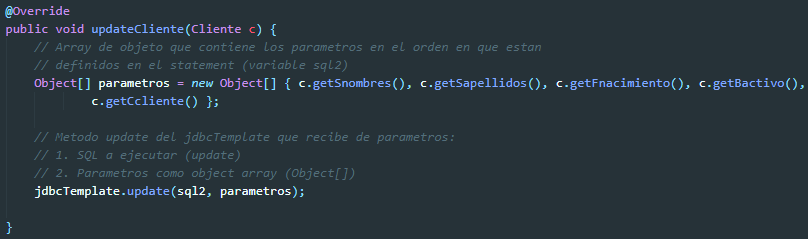 @Override
public void updateCliente(Cliente c) {
// Array de objeto que contiene los parametros en el orden en que estan
// definidos en el statement (variable sql2)
Object[] parametros = new Object[] { c.getSnombres(), c.getSapellidos(), c.getFnacimiento(), c.getBactivo(),
c.getCcliente() };
// Metodo update del jdbcTemplate que recibe de parametros:
// 1. SQL a ejecutar (update)
// 2. Parametros como object array (Object[])
jdbcTemplate.update(sql2, parametros);
}